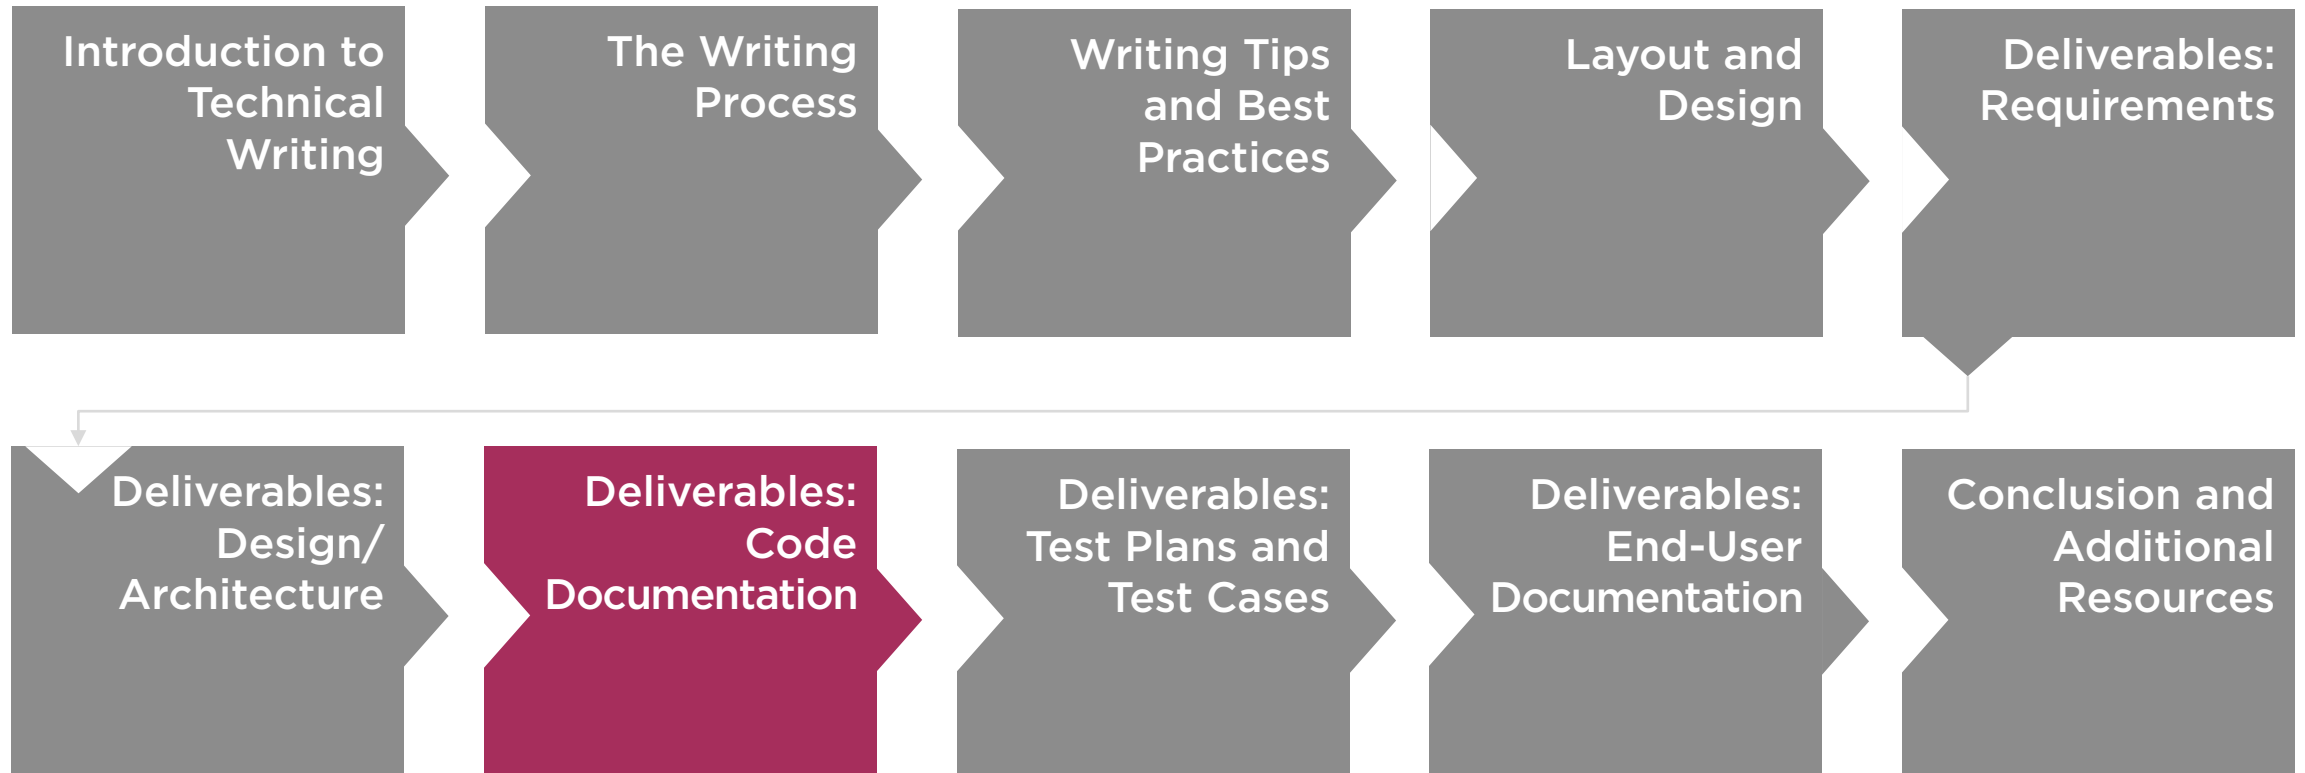 Introduction to
Technical
Writing
The Writing
Process
Writing Tips
and Best
Practices
Layout and
Design
Deliverables:
Requirements
Deliverables:
Design/
Architecture
Deliverables:
Code
Documentation
Deliverables:
Test Plans and
Test Cases
Deliverables:
End-User
Documentation
Conclusion and
Additional
Resources